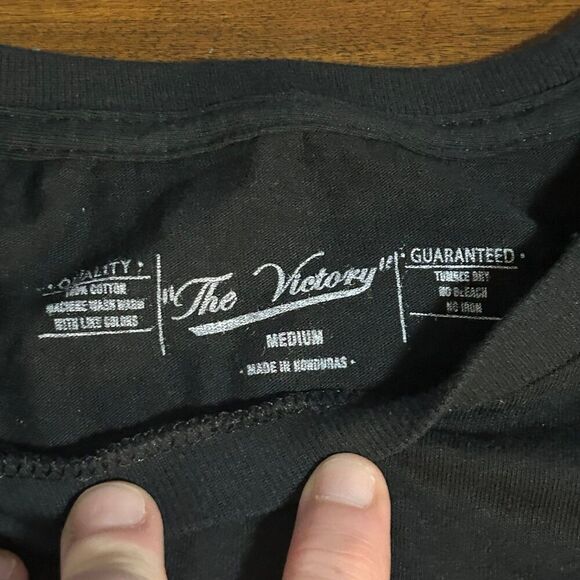 · QUALITY ·
100% COTTON
MACHINE WASH WARM
WITH LIKE COLORS
"The Victory"
MEDIUM
· MADE IN HONDURAS ·
· GUARANTEED ·
TUMBLE DRY
NO BLEACH
NO IRON